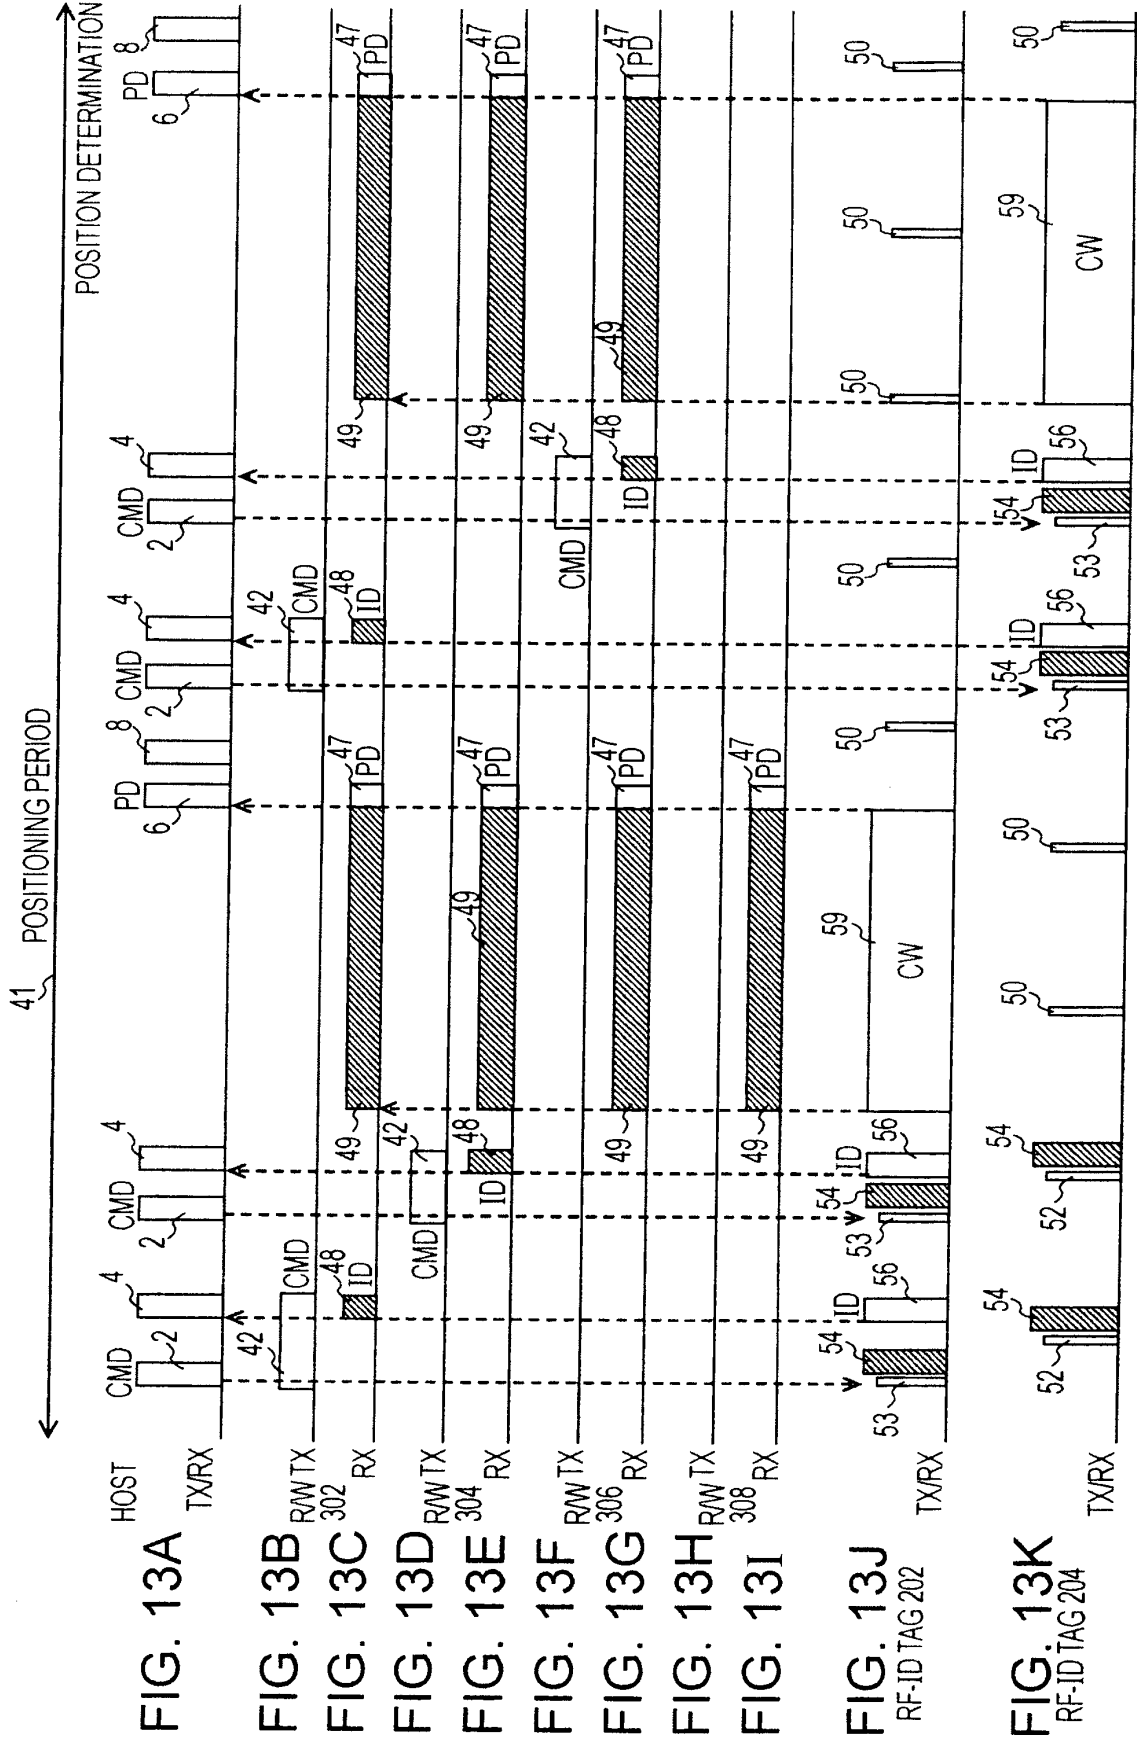 41 POSITIONING PERIOD
POSITION DETERMINATION
FIG. 13A
HOST
TX/RX
CMD 2 4 CMD 2 4 PD 6 8 CMD 2 4 CMD 2 4 PD 6 8
FIG. 13B
R/W TX
302
42 CMD 42 CMD
FIG. 13C
RX
48 ID 49 47 PD 48 ID 49 47 PD
FIG. 13D
R/W TX
304
CMD 42
FIG. 13E
RX
ID 48 49 47 PD 49 47 PD
FIG. 13F
R/W TX
306
CMD 42
FIG. 13G
RX
49 47 PD ID 48 49 47 PD
FIG. 13H
R/W TX
308
FIG. 13I
RX
49 47 PD
FIG. 13J
RF-ID TAG 202
TX/RX
53 54 ID 56 53 54 ID 56 59 CW 50 50 50 50 50
FIG. 13K
RF-ID TAG 204
TX/RX
52 54 52 54 50 50 53 54 ID 56 53 54 ID 56 59 CW 50